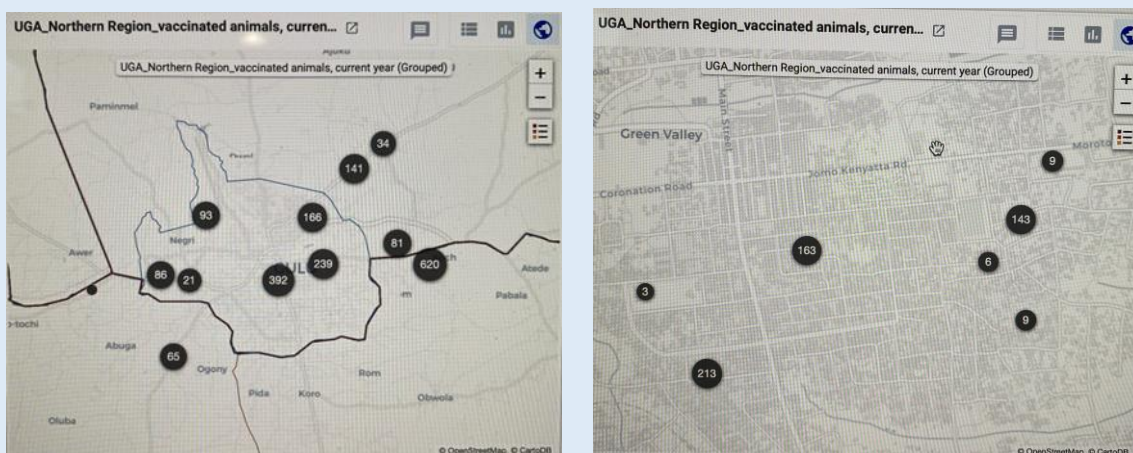 UGA_Northern Region_vaccinated animals, curren...
UGA_Northern Region_vaccinated animals, current year (Grouped)
+
−
Paminmel
34
141
93
166
Negri
81
Awer
86
21
392
239
620
Atede
Pabala
-tochi
Abuga
65
Ogony
Rom
Pida
Koro
Obwola
Oluba
© OpenStreetMap, © CartoDB
UGA_Northern Region_vaccinated animals, curren...
UGA_Northern Region_vaccinated animals, current year (Grouped)
+
−
Main Street
Green Valley
Jomo Kenyatta Rd
Moroto
9
Coronation Road
143
163
6
3
9
213
© OpenStreetMap, © CartoDB